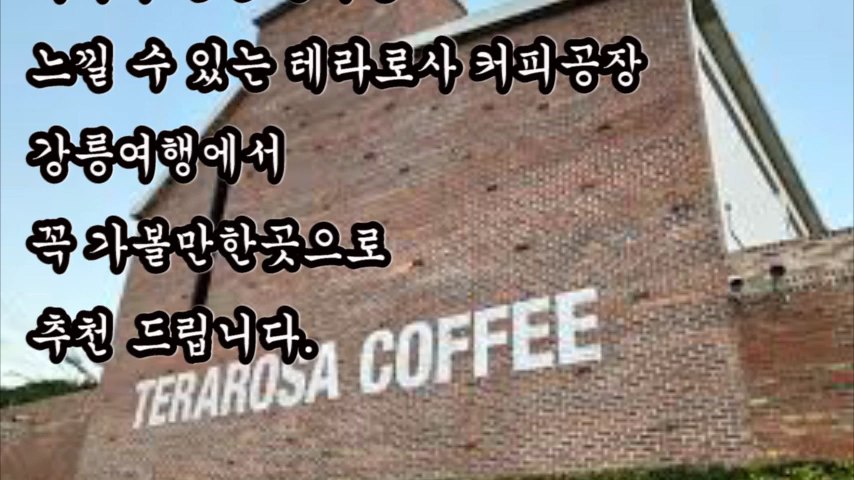 느낄 수 있는 테라로사 커피공장
강릉여행에서
꼭 가볼만한곳으로
추천 드립니다.
TERAROSA COFFEE